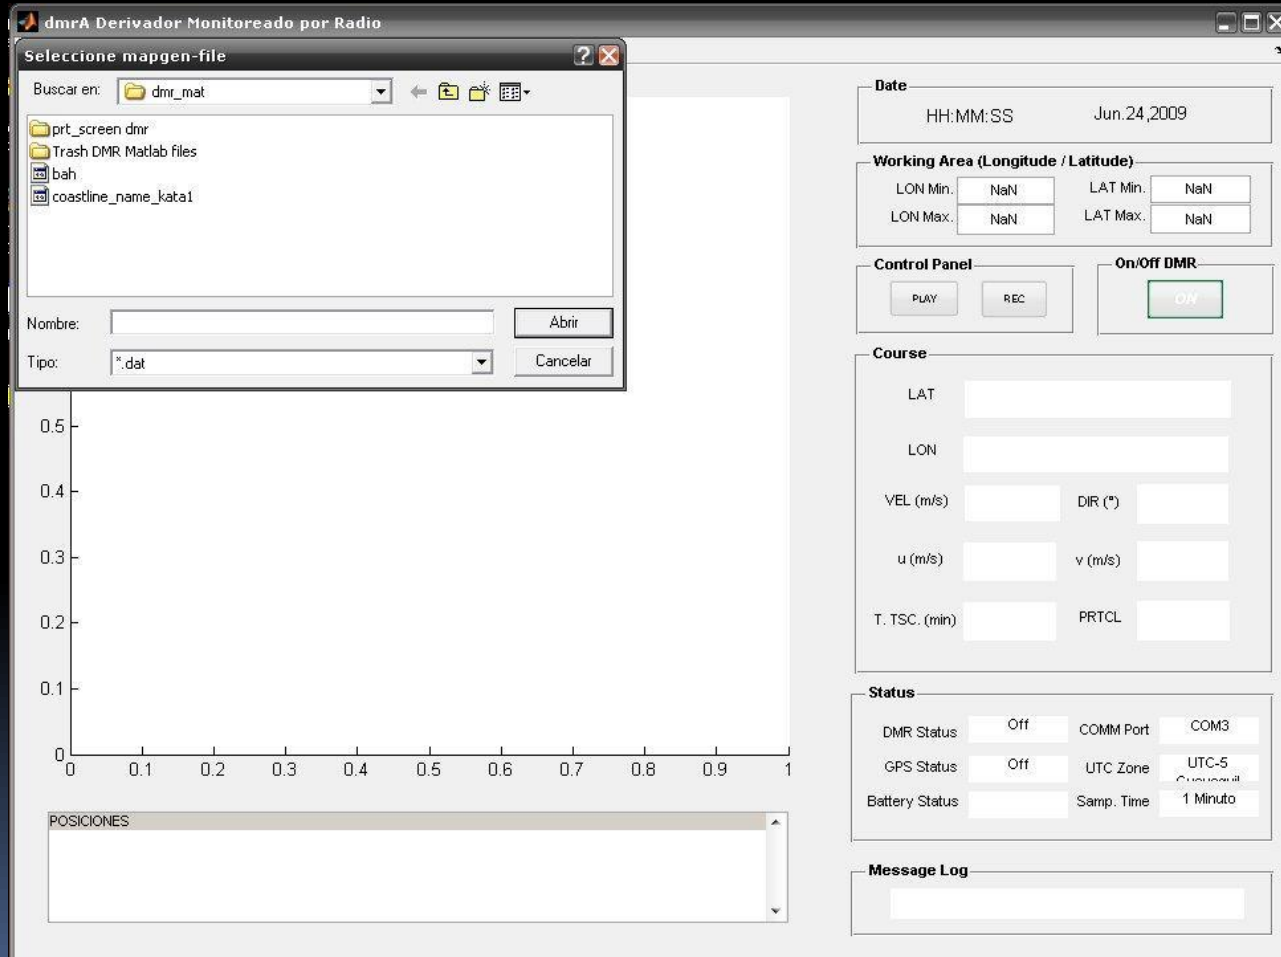 dmrA Derivador Monitoreado por Radio
Seleccione mapgen-file
Buscar en: dmr_mat
prt_screen dmr
Trash DMR Matlab files
bah
coastline_name_kata1
Nombre: Abrir
Tipo: *.dat Cancelar
0.5
0.4
0.3
0.2
0.1
0
0 0.1 0.2 0.3 0.4 0.5 0.6 0.7 0.8 0.9 1
POSICIONES
Date
HH:MM:SS Jun.24,2009
Working Area (Longitude / Latitude)
LON Min. NaN LAT Min. NaN
LON Max. NaN LAT Max. NaN
Control Panel
PLAY REC
On/Off DMR
ON
Course
LAT
LON
VEL (m/s) DIR (°)
u (m/s) v (m/s)
T. TSC. (min) PRTCL
Status
DMR Status Off COMM Port COM3
GPS Status Off UTC Zone UTC-5
Battery Status Samp. Time 1 Minuto
Message Log